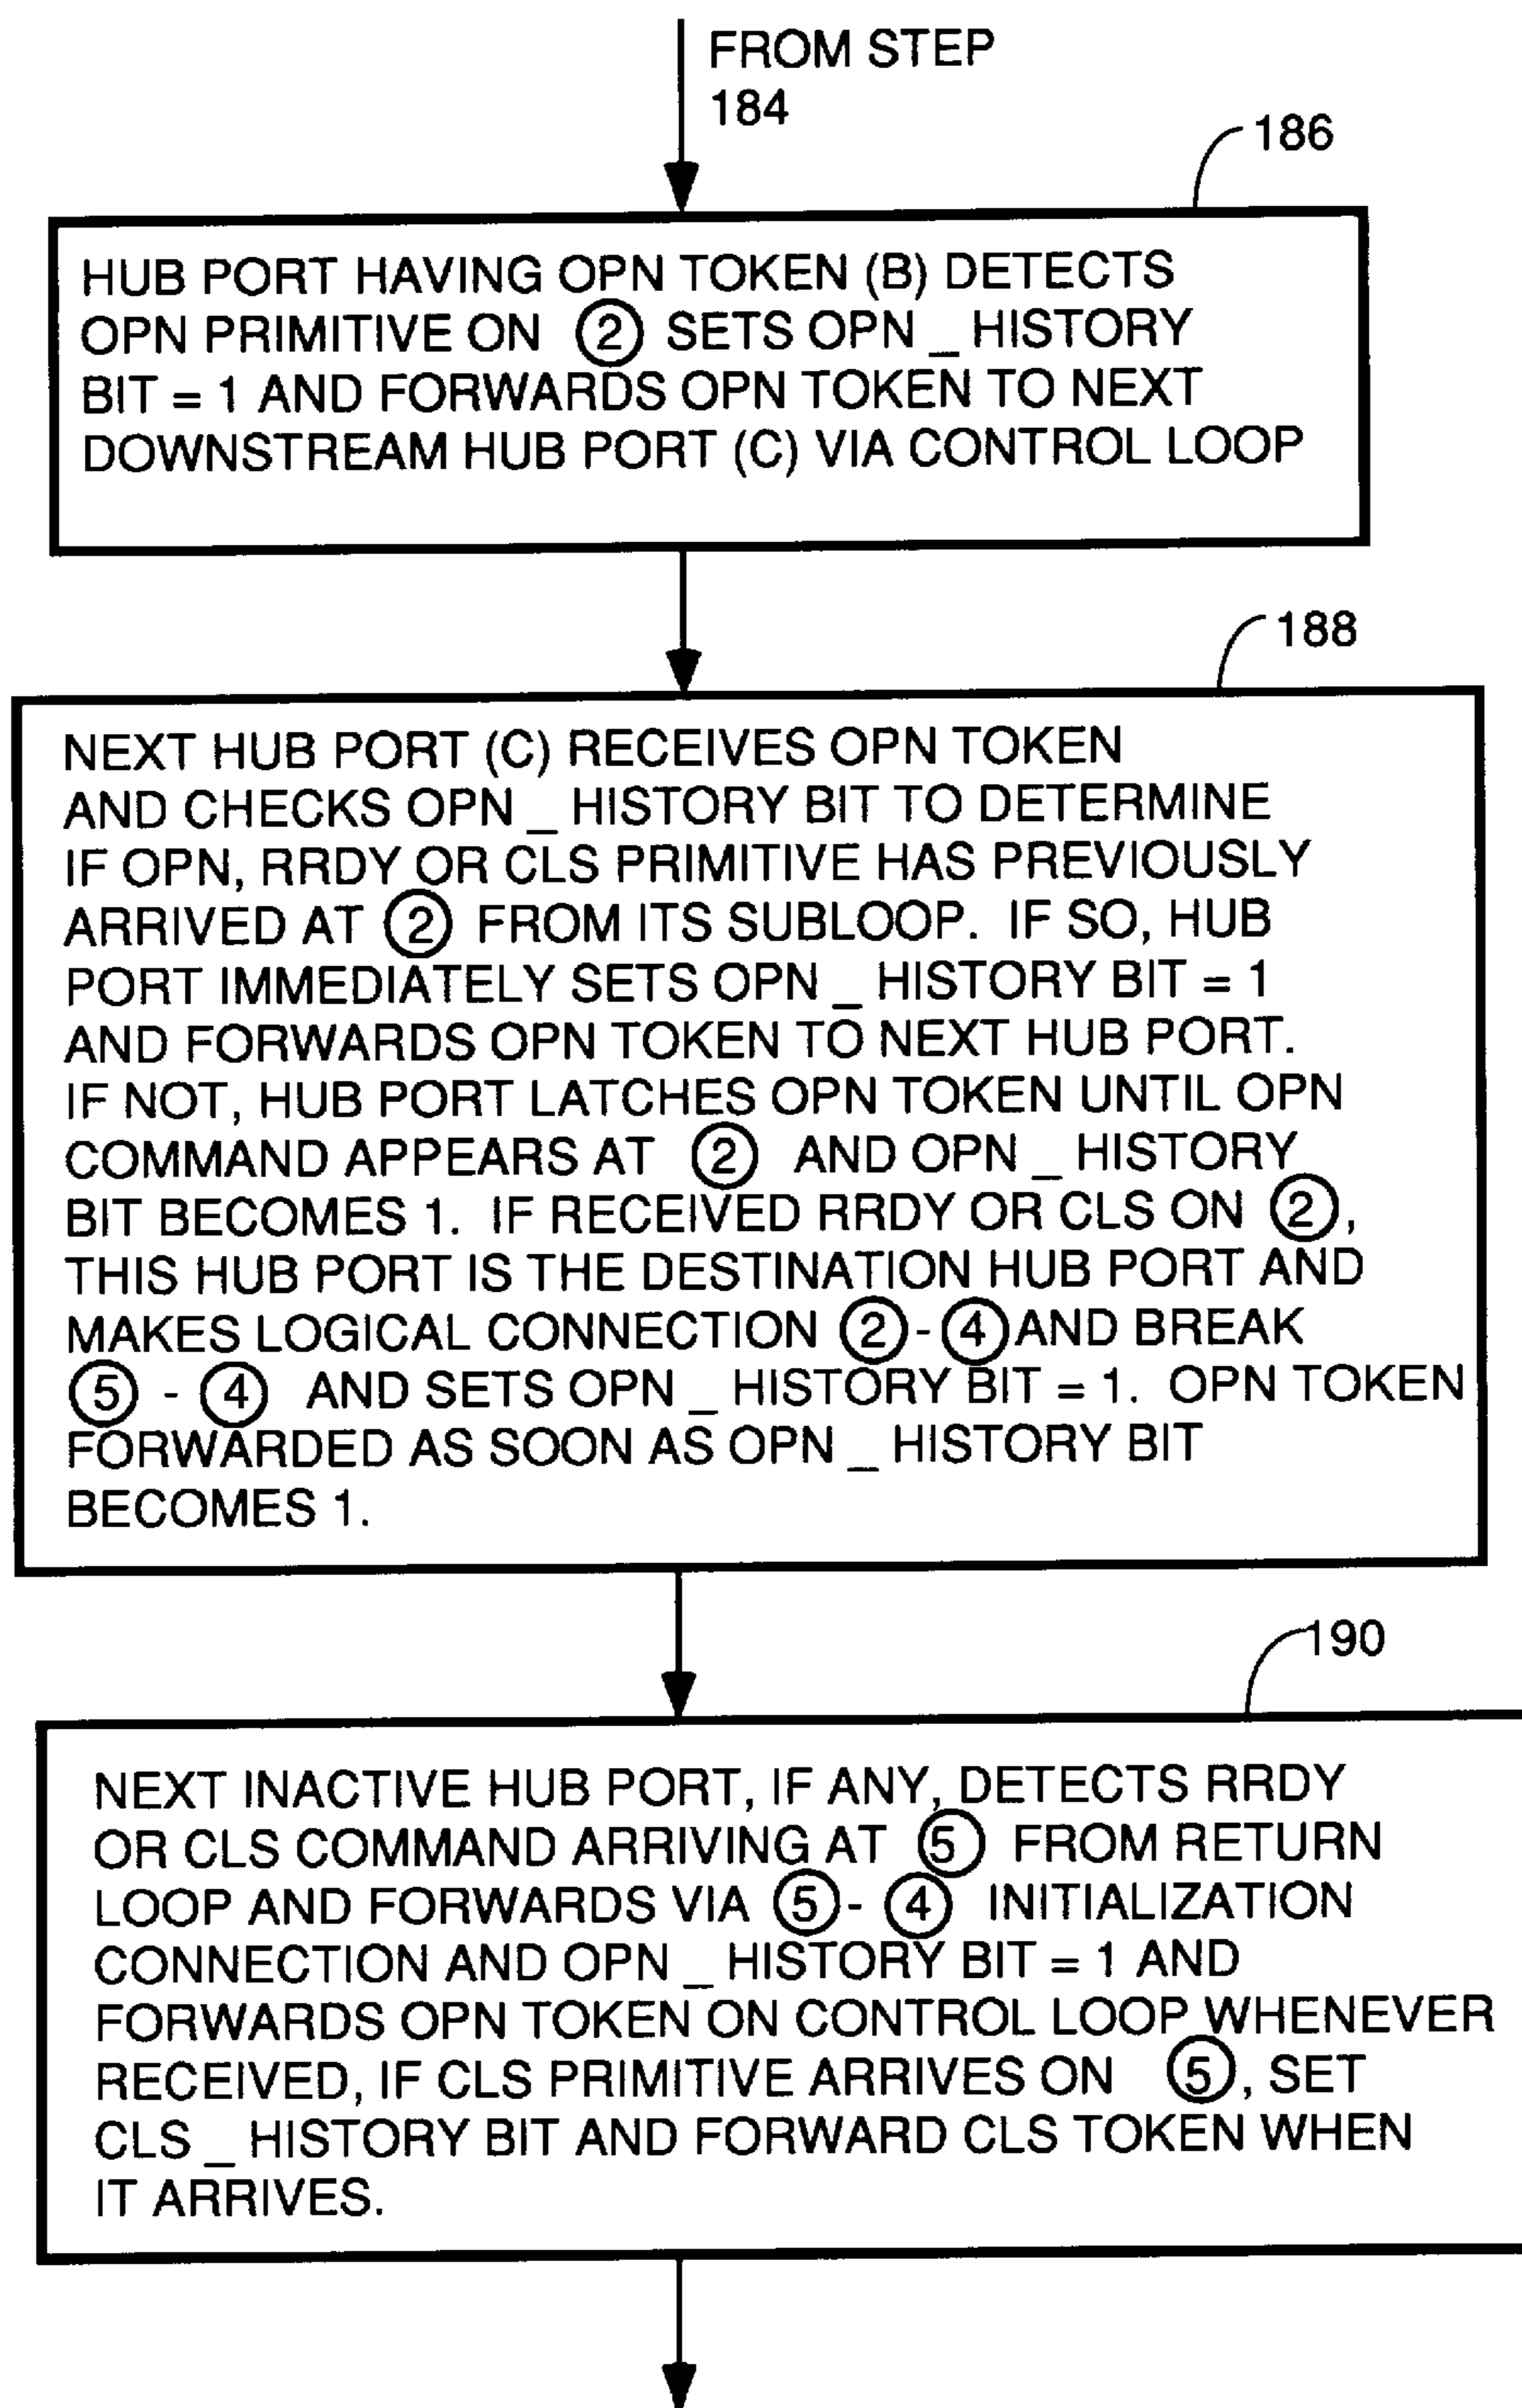 FROM STEP
184
186
HUB PORT HAVING OPN TOKEN (B) DETECTS
OPN PRIMITIVE ON ② SETS OPN _ HISTORY
BIT = 1 AND FORWARDS OPN TOKEN TO NEXT
DOWNSTREAM HUB PORT (C) VIA CONTROL LOOP
188
NEXT HUB PORT (C) RECEIVES OPN TOKEN
AND CHECKS OPN _ HISTORY BIT TO DETERMINE
IF OPN, RRDY OR CLS PRIMITIVE HAS PREVIOUSLY
ARRIVED AT ② FROM ITS SUBLOOP. IF SO, HUB
PORT IMMEDIATELY SETS OPN _ HISTORY BIT = 1
AND FORWARDS OPN TOKEN TO NEXT HUB PORT.
IF NOT, HUB PORT LATCHES OPN TOKEN UNTIL OPN
COMMAND APPEARS AT ② AND OPN _ HISTORY
BIT BECOMES 1. IF RECEIVED RRDY OR CLS ON ②,
THIS HUB PORT IS THE DESTINATION HUB PORT AND
MAKES LOGICAL CONNECTION ② - ④ AND BREAK
⑤ - ④ AND SETS OPN _ HISTORY BIT = 1. OPN TOKEN
FORWARDED AS SOON AS OPN _ HISTORY BIT
BECOMES 1.
190
NEXT INACTIVE HUB PORT, IF ANY, DETECTS RRDY
OR CLS COMMAND ARRIVING AT ⑤ FROM RETURN
LOOP AND FORWARDS VIA ⑤ - ④ INITIALIZATION
CONNECTION AND OPN _ HISTORY BIT = 1 AND
FORWARDS OPN TOKEN ON CONTROL LOOP WHENEVER
RECEIVED, IF CLS PRIMITIVE ARRIVES ON ⑤, SET
CLS _ HISTORY BIT AND FORWARD CLS TOKEN WHEN
IT ARRIVES.